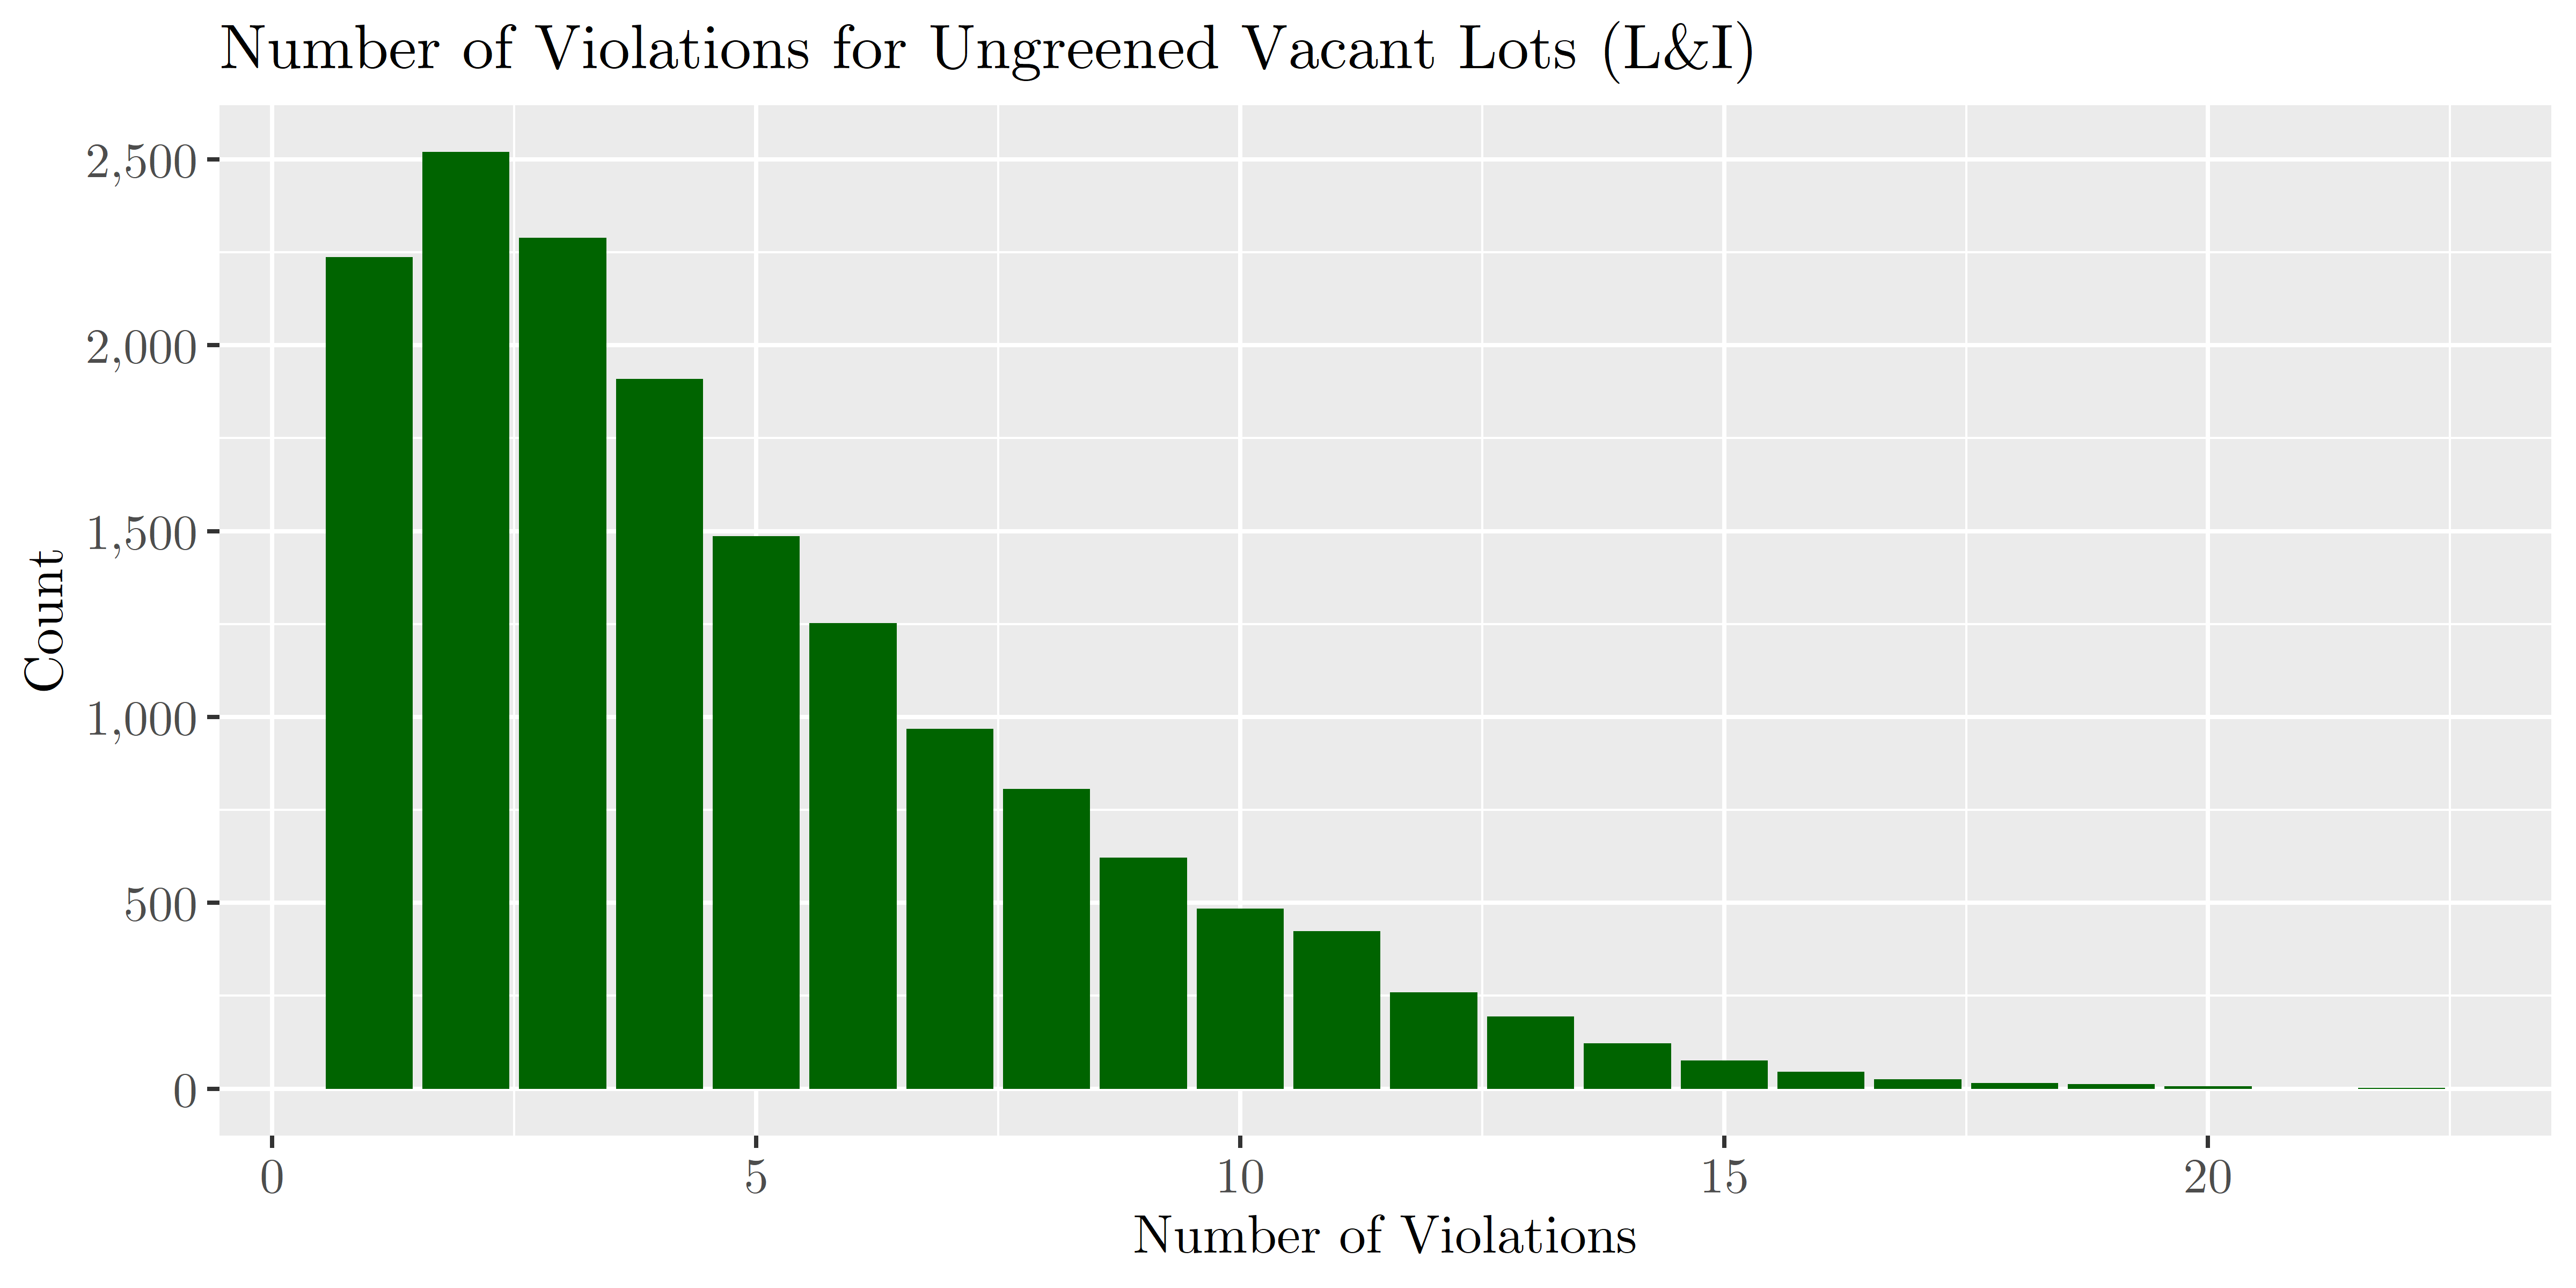 Number of Violations for Ungreened Vacant Lots (L&I)
2,500
2,000
1,500
1,000
500
0
Count
0 5 10 15 20
Number of Violations